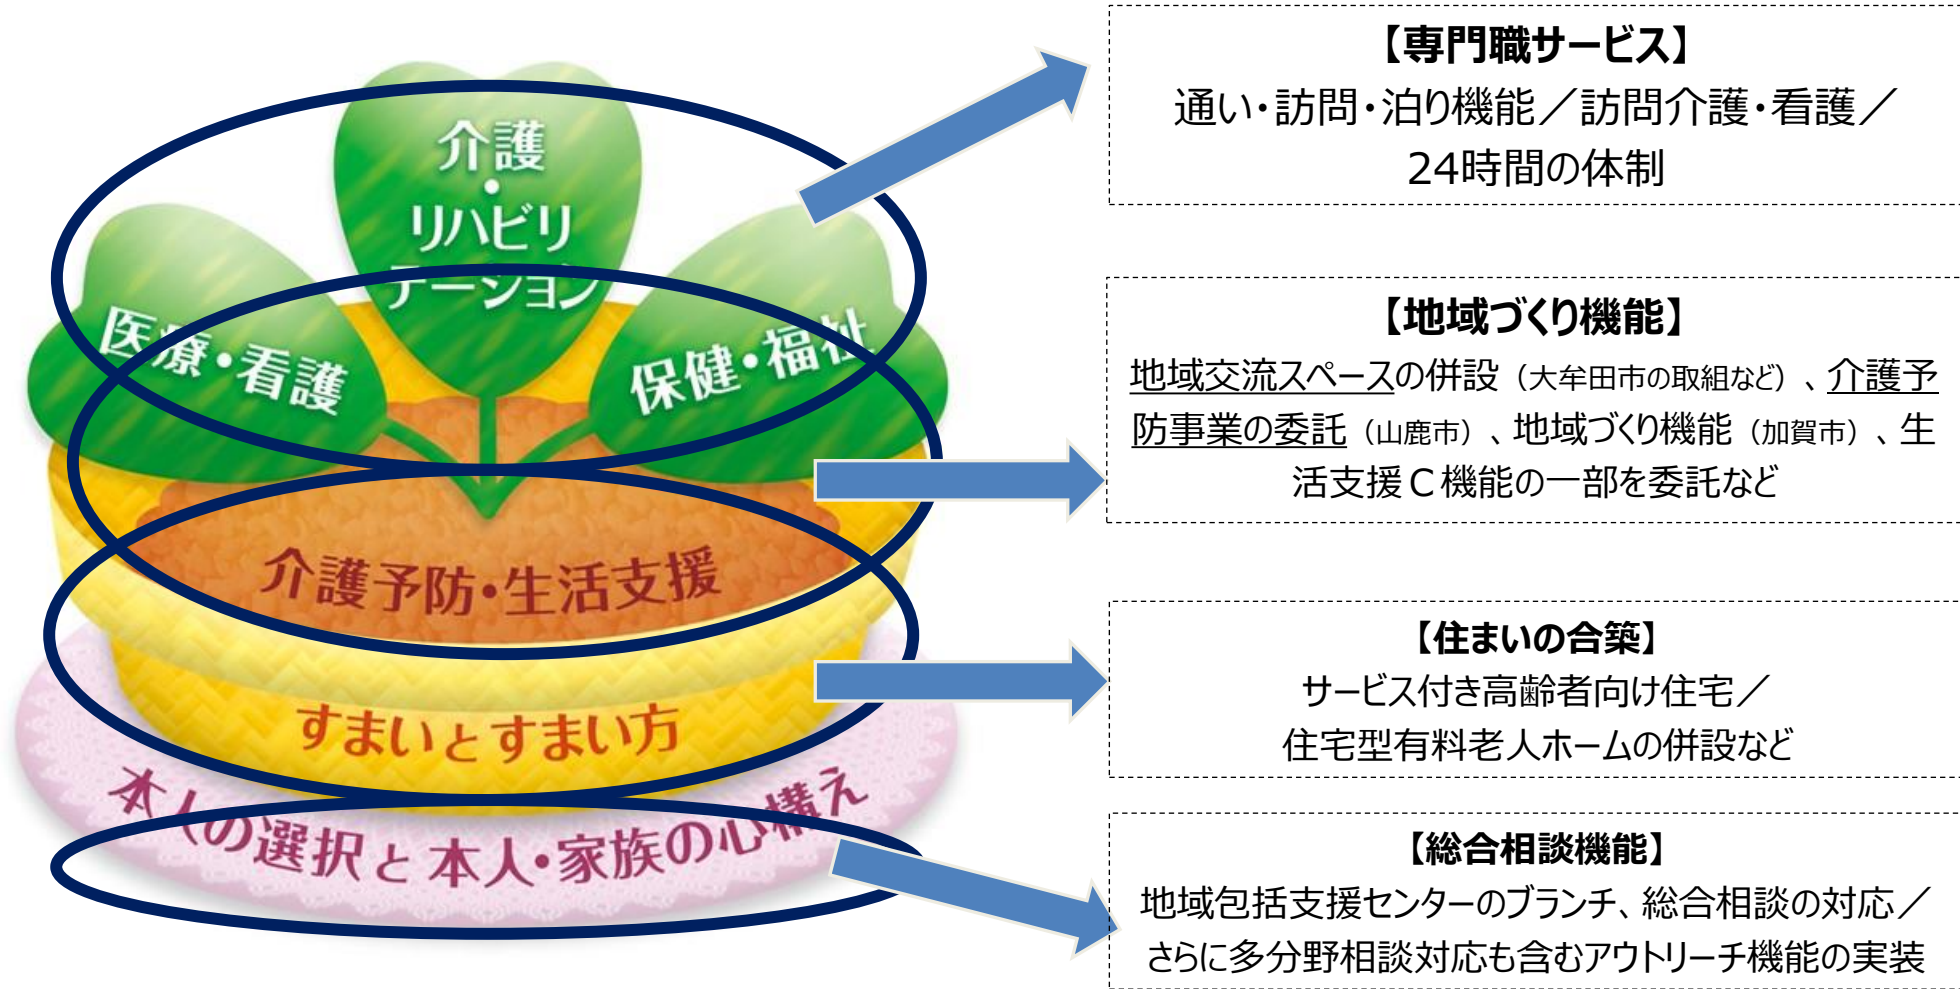 介護
・
リハビリ
テーション
医療・看護
保健・福祉
介護予防・生活支援
すまいとすまい方
本人の選択と本人・家族の心構え
【専門職サービス】
通い・訪問・泊り機能／訪問介護・看護／
24時間の体制
【地域づくり機能】
地域交流スペースの併設（大牟田市の取組など）、介護予
防事業の委託（山鹿市）、地域づくり機能（加賀市）、生
活支援Ｃ機能の一部を委託など
【住まいの合築】
サービス付き高齢者向け住宅／
住宅型有料老人ホームの併設など
【総合相談機能】
地域包括支援センターのブランチ、総合相談の対応／
さらに多分野相談対応も含むアウトリーチ機能の実装